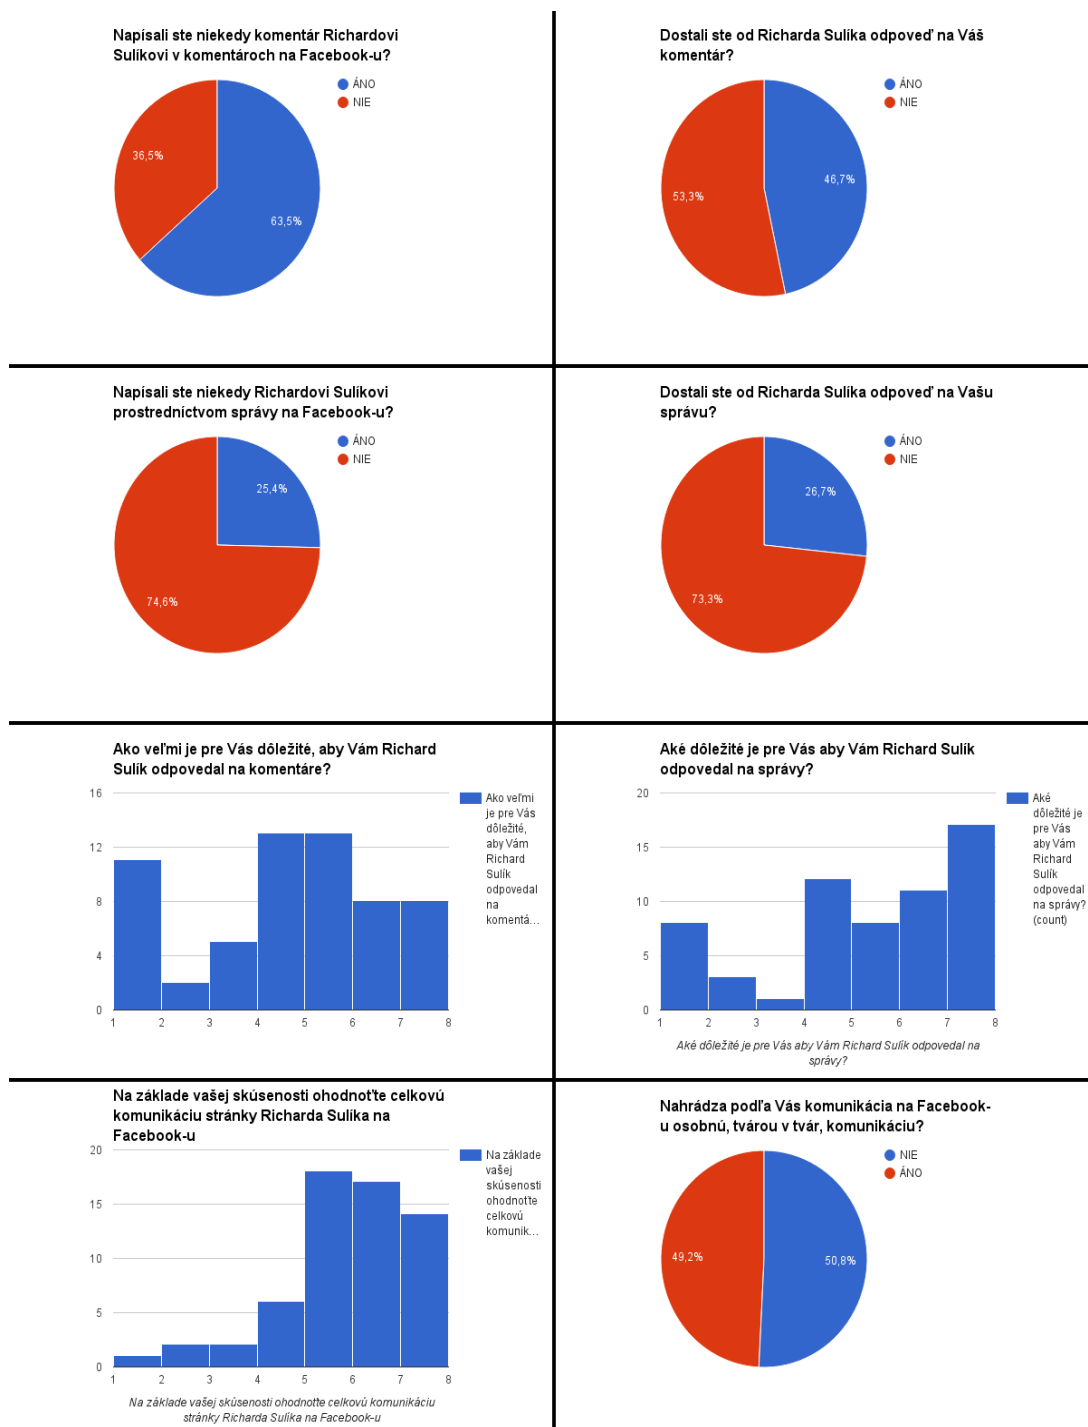 Napísali ste niekedy komentár Richardovi
Sulíkovi v komentároch na Facebook-u?
ÁNO
NIE
36,5%
63,5%
Dostali ste od Richarda Sulíka odpoveď na Váš
komentár?
ÁNO
NIE
46,7%
53,3%
Napísali ste niekedy Richardovi Sulíkovi
prostredníctvom správy na Facebook-u?
ÁNO
NIE
25,4%
74,6%
Dostali ste od Richarda Sulíka odpoveď na Vašu
správu?
ÁNO
NIE
26,7%
73,3%
Ako veľmi je pre Vás dôležité, aby Vám Richard
Sulík odpovedal na komentáre?
16
12
8
4
0
1 2 3 4 5 6 7 8
Ako veľmi
je pre Vás
dôležité,
aby Vám
Richard
Sulík
odpovedal
na
komentá...
Aké dôležité je pre Vás aby Vám Richard Sulík
odpovedal na správy?
20
15
10
5
0
1 2 3 4 5 6 7 8
Aké
dôležité je
pre Vás
aby Vám
Richard
Sulík
odpovedal
na správy?
(count)
Aké dôležité je pre Vás aby Vám Richard Sulík odpovedal na
správy?
Na základe vašej skúsenosti ohodnoťte celkovú
komunikáciu stránky Richarda Sulíka na
Facebook-u
20
15
10
5
0
1 2 3 4 5 6 7 8
Na základe
vašej
skúsenosti
ohodnoťte
celkovú
komunik...
Na základe vašej skúsenosti ohodnoťte celkovú komunikáciu
stránky Richarda Sulíka na Facebook-u
Nahrádza podľa Vás komunikácia na Facebook-
u osobnú, tvárou v tvár, komunikáciu?
NIE
ÁNO
49,2%
50,8%